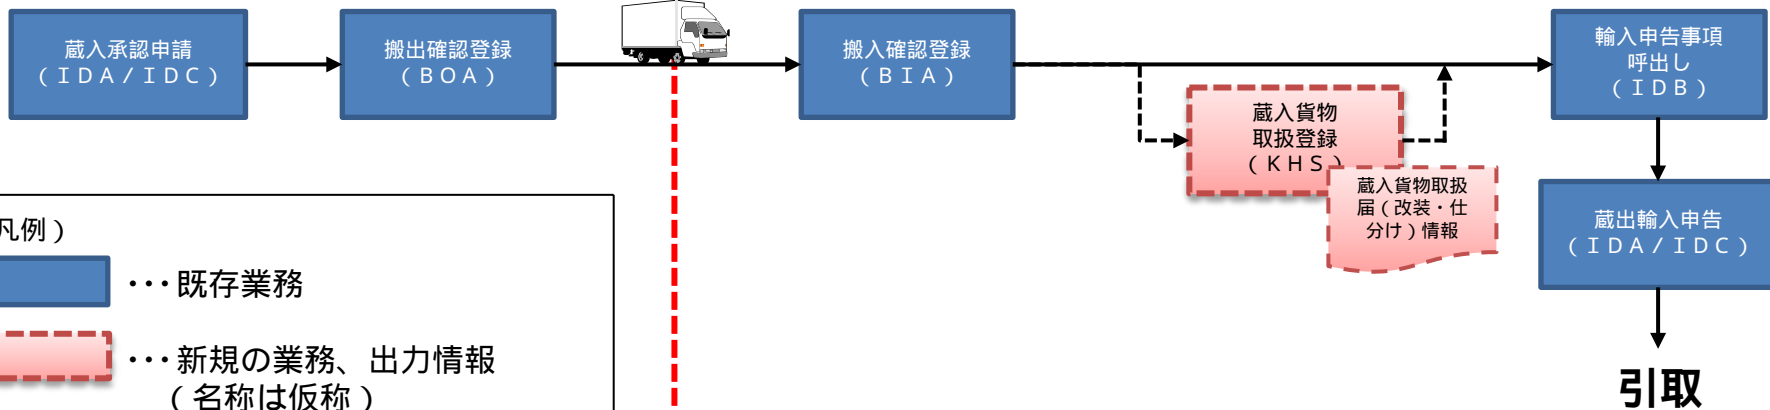 蔵入承認申請
（ＩＤＡ／ＩＤＣ）
搬出確認登録
（ＢＯＡ）
搬入確認登録
（ＢＩＡ）
輸入申告事項
呼出し
（ＩＤＢ）
蔵入貨物
取扱登録
（ＫＨＳ）
蔵入貨物取扱
届（改装・仕
分け）情報
蔵出輸入申告
（ＩＤＡ／ＩＤＣ）
引取
凡例）
･･･既存業務
･･･新規の業務、出力情報
（名称は仮称）